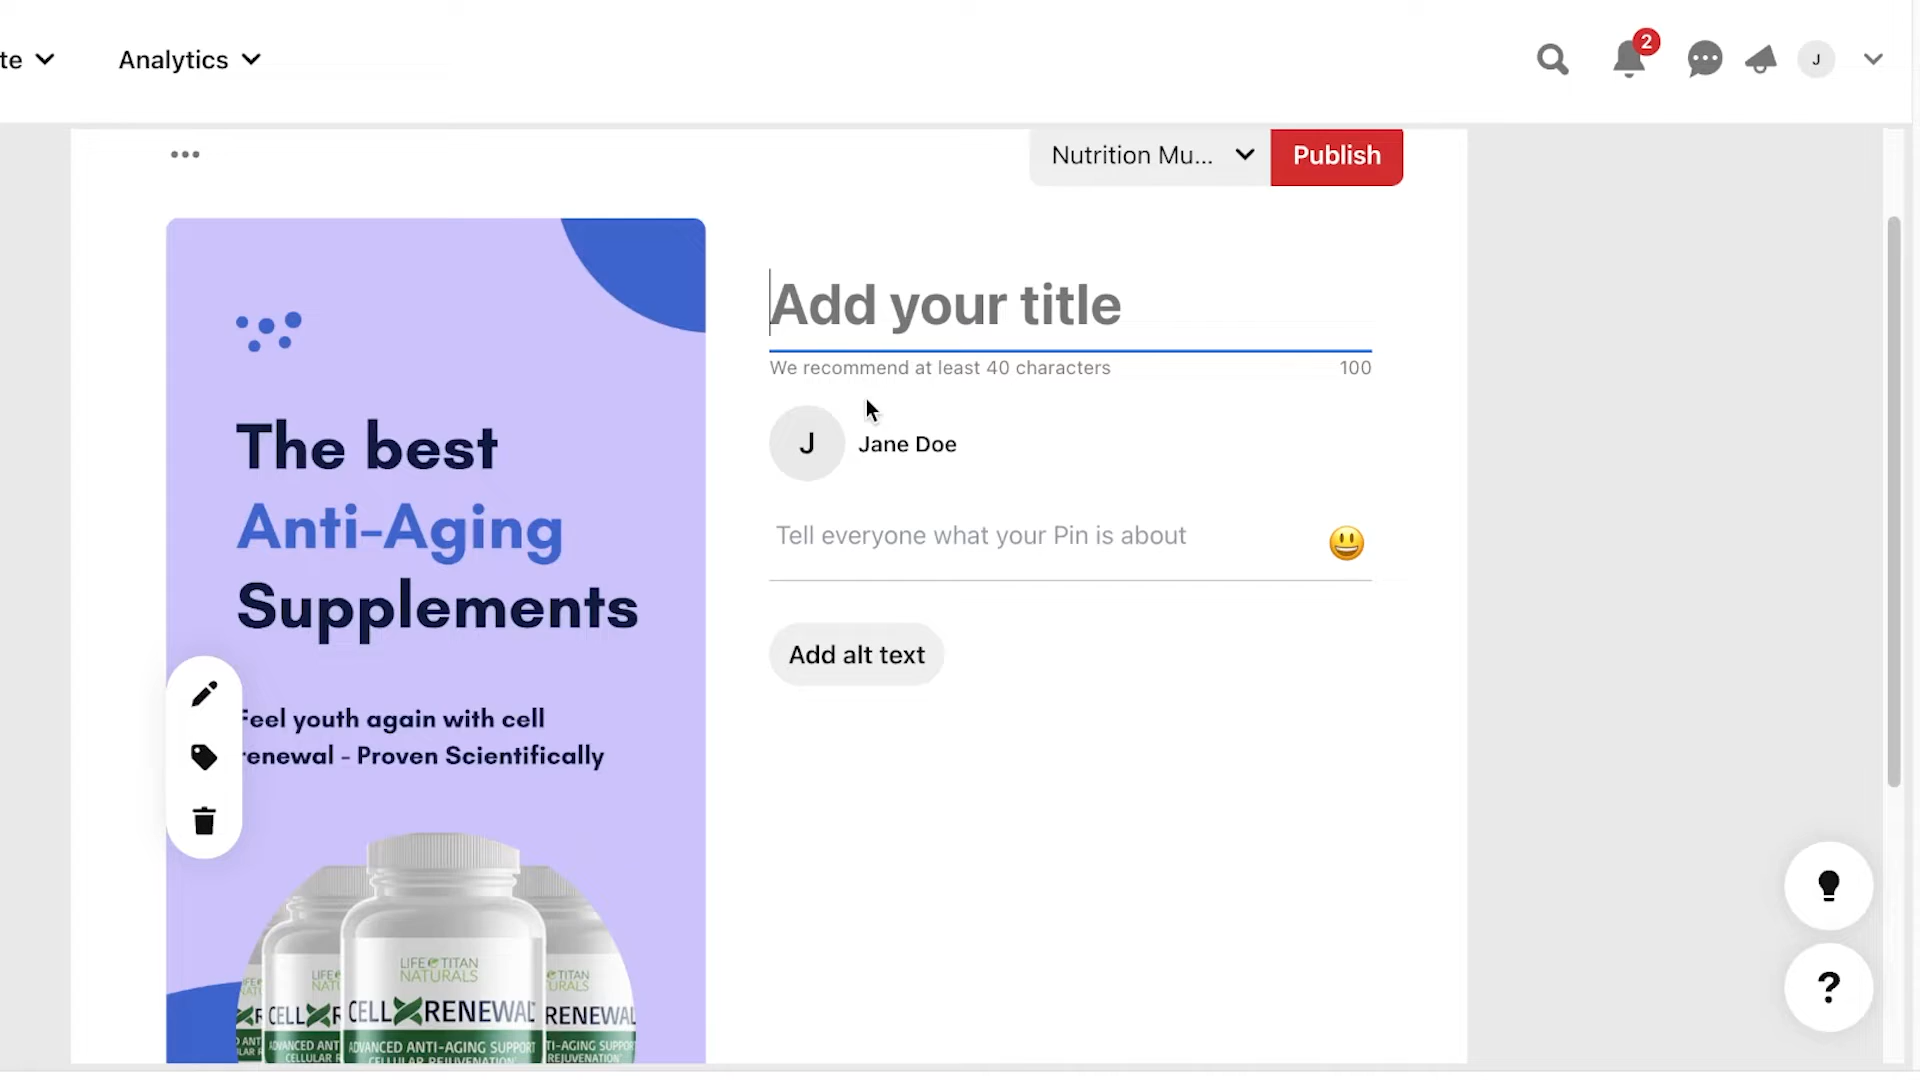 te
Analytics
2
J
Nutrition Mu...
Publish
Add your title
We recommend at least 40 characters
100
J
Jane Doe
Tell everyone what your Pin is about
Add alt text
The best
Anti-Aging
Supplements
Feel youth again with cell
renewal - Proven Scientifically
LIFE TITAN
NATURALS
CELL RENEWAL
ADVANCED ANTI-AGING SUPPORT
CELLULAR REJUVENATION
?